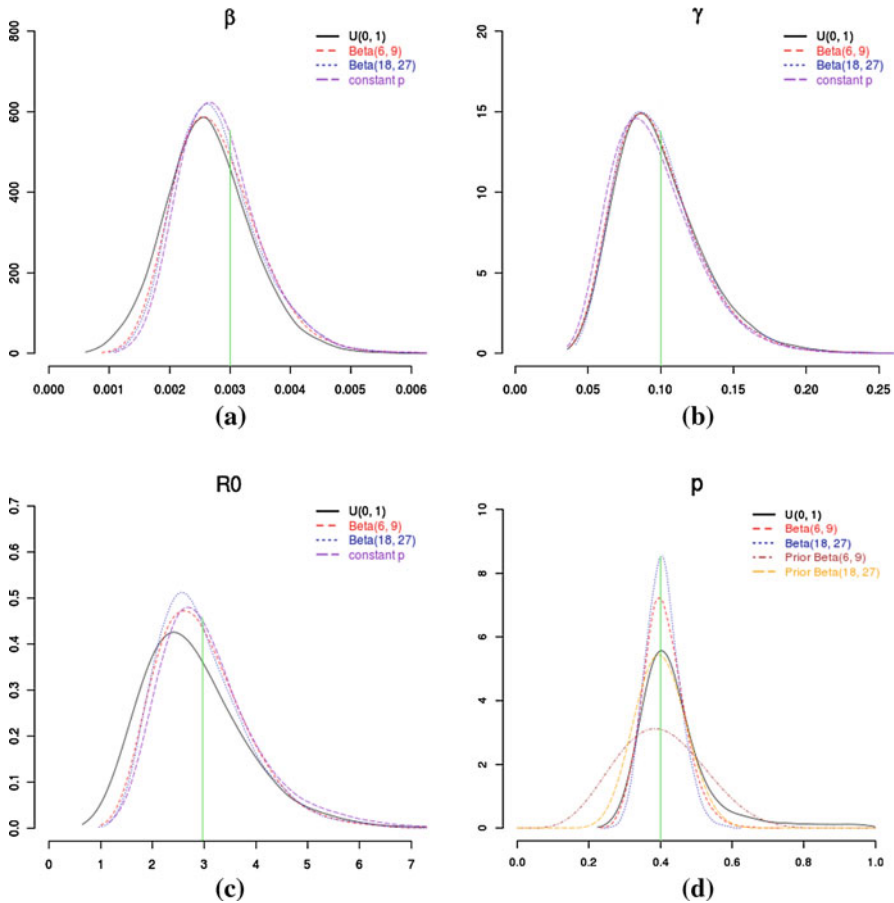 β
800
600
400
200
0
0.000 0.001 0.002 0.003 0.004 0.005 0.006
U(0, 1)
Beta(6, 9)
Beta(18, 27)
constant p
(a)
γ
20
15
10
5
0
0.00 0.05 0.10 0.15 0.20 0.25
U(0, 1)
Beta(6, 9)
Beta(18, 27)
constant p
(b)
R0
0.7
0.6
0.5
0.4
0.3
0.2
0.1
0.0
0 1 2 3 4 5 6 7
U(0, 1)
Beta(6, 9)
Beta(18, 27)
constant p
(c)
p
10
8
6
4
2
0
0.0 0.2 0.4 0.6 0.8 1.0
U(0, 1)
Beta(6, 9)
Beta(18, 27)
Prior Beta(6, 9)
Prior Beta(18, 27)
(d)